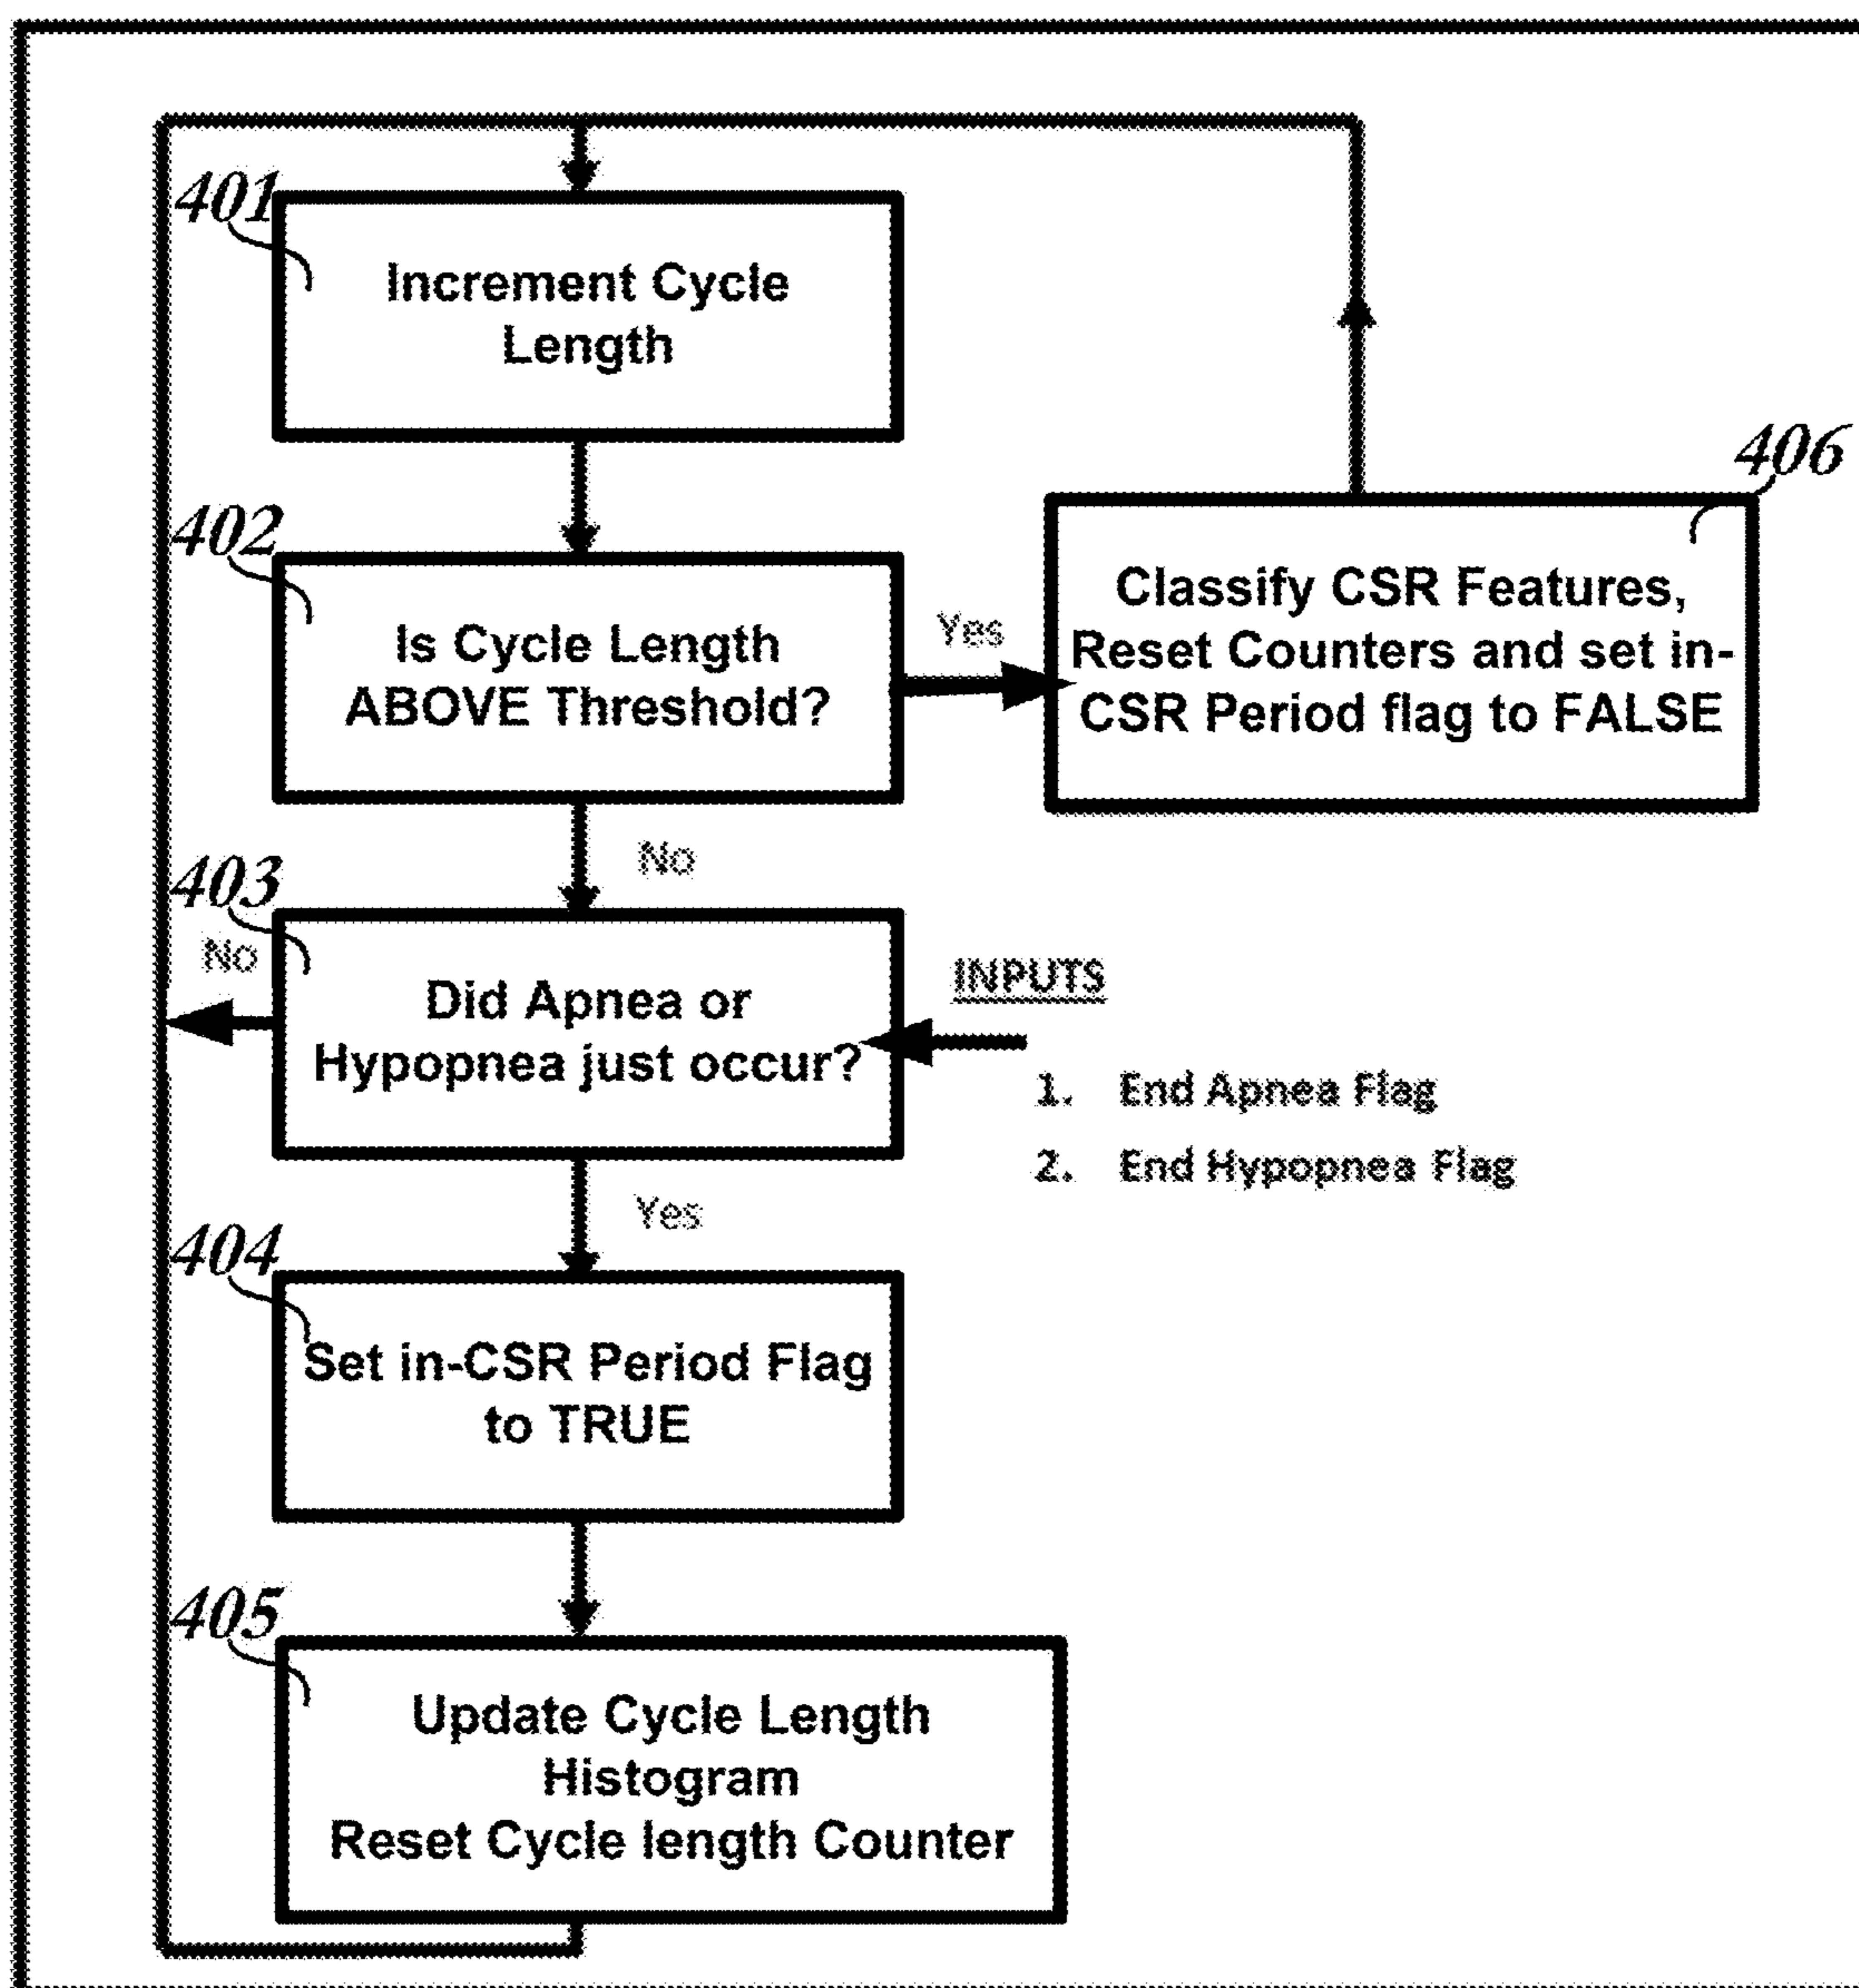 401
Increment Cycle
Length
402
Is Cycle Length
ABOVE Threshold?
Yes
406
Classify CSR Features,
Reset Counters and set in-
CSR Period flag to FALSE
No
403
No
Did Apnea or
Hypopnea just occur?
INPUTS
1. End Apnea Flag
2. End Hypopnea Flag
Yes
404
Set in-CSR Period Flag
to TRUE
405
Update Cycle Length
Histogram
Reset Cycle length Counter